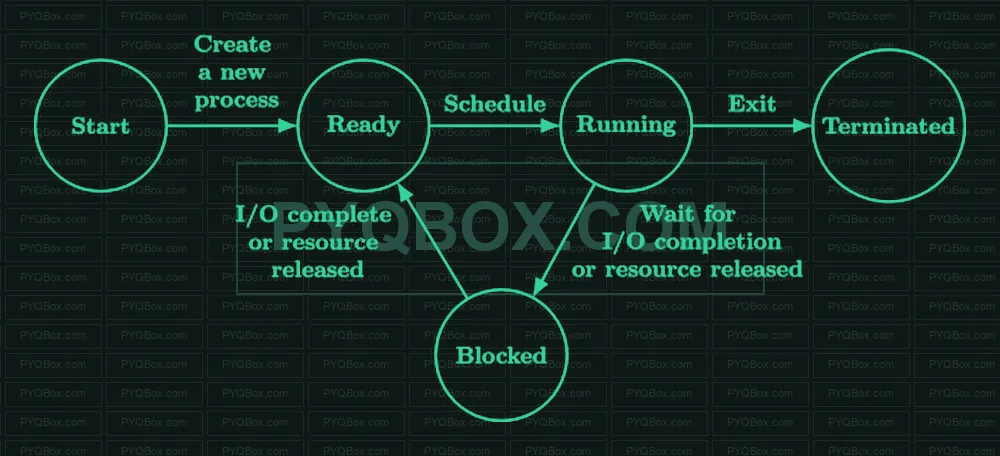 Create
a new
process
Start
Ready
Schedule
Running
Exit
Terminated
I/O complete
or resource
released
Wait for
I/O completion
or resource released
PYQBOX.COM
Blocked
PYQBox.com